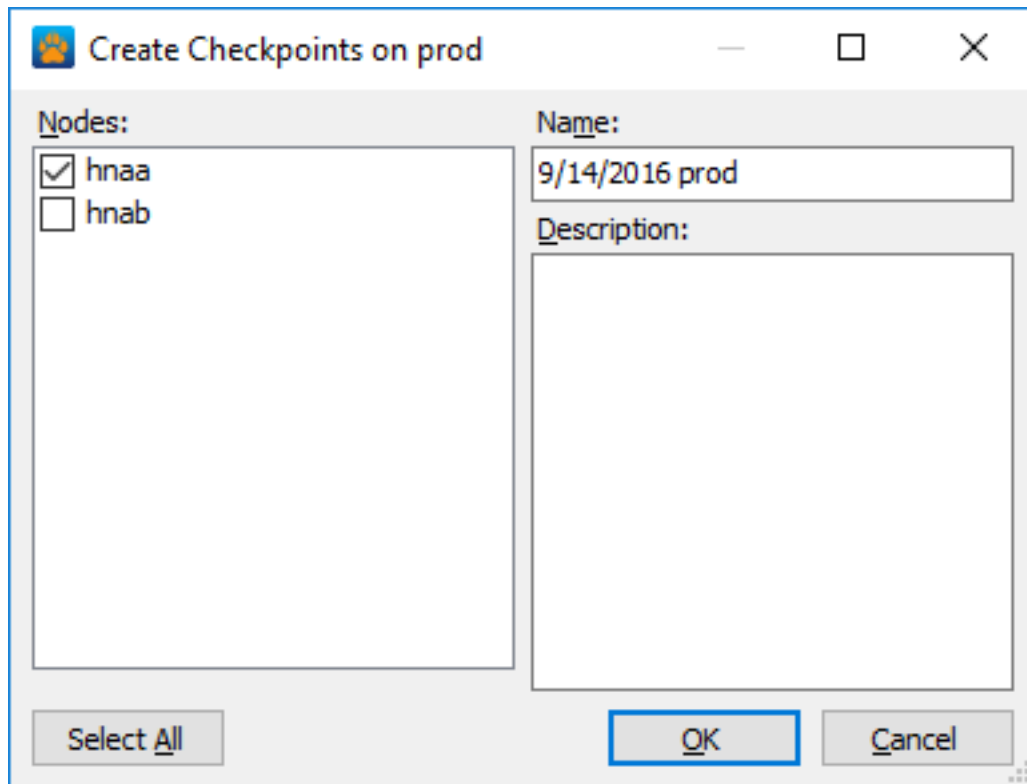 Create Checkpoints on prod
Nodes:
hnaa
hnab
Name:
9/14/2016 prod
Description:
Select All
OK
Cancel